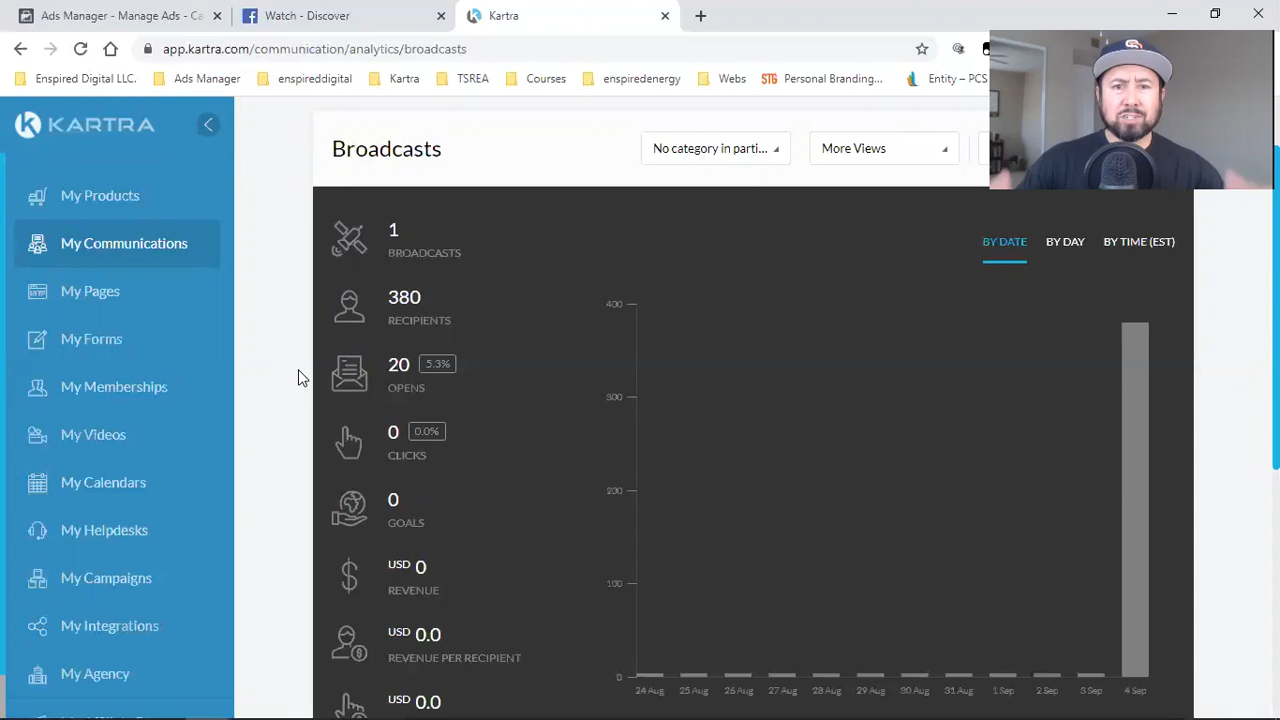 Ads Manager - Manage Ads - Ca
Watch - Discover
Kartra
app.kartra.com/communication/analytics/broadcasts
Enspired Digital LLC.
Ads Manager
enspireddigital
Kartra
TSREA
Courses
enspiredenergy
Webs
STG Personal Branding...
Entity – PCS
KARTRA
My Products
My Communications
My Pages
My Forms
My Memberships
My Videos
My Calendars
My Helpdesks
My Campaigns
My Integrations
My Agency
Broadcasts
No category in parti...
More Views
1
BROADCASTS
380
RECIPIENTS
20 5.3%
OPENS
0 0.0%
CLICKS
0
GOALS
USD 0
REVENUE
USD 0.0
REVENUE PER RECIPIENT
USD 0.0
BY DATE
BY DAY
BY TIME (EST)
400
300
200
100
0
24 Aug
25 Aug
26 Aug
27 Aug
28 Aug
29 Aug
30 Aug
31 Aug
1 Sep
2 Sep
3 Sep
4 Sep